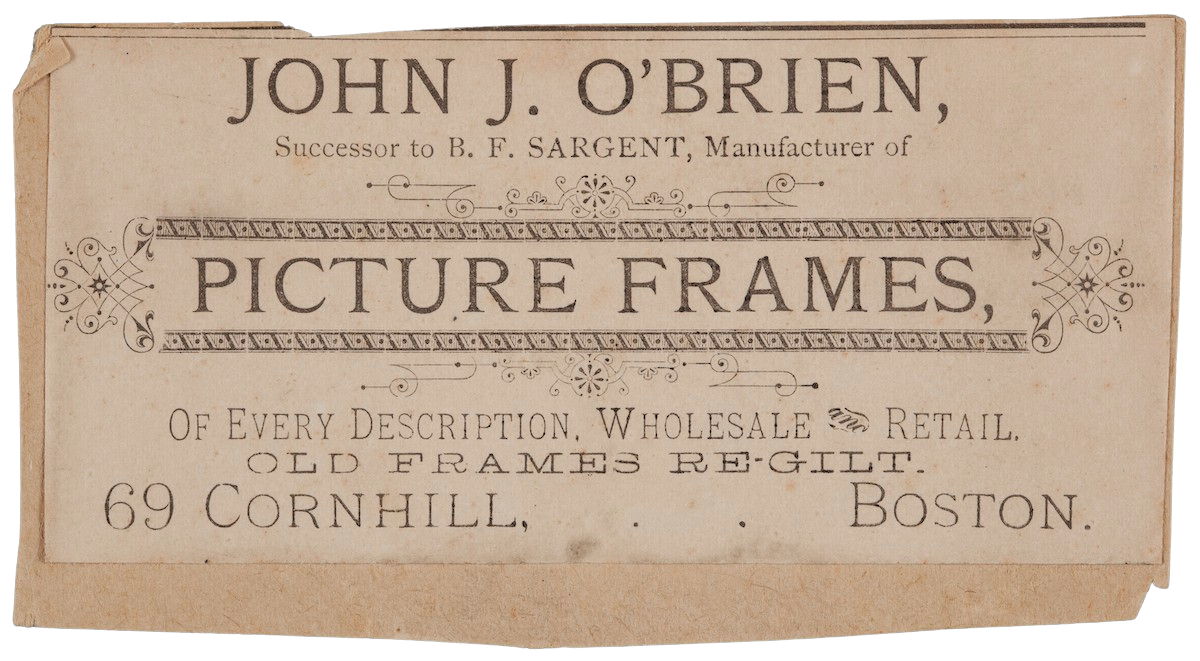 JOHN J. O'BRIEN,
Successor to B. F. SARGENT, Manufacturer of
PICTURE FRAMES,
OF EVERY DESCRIPTION, WHOLESALE and RETAIL.
OLD FRAMES RE-GILT.
69 CORNHILL, . . BOSTON.